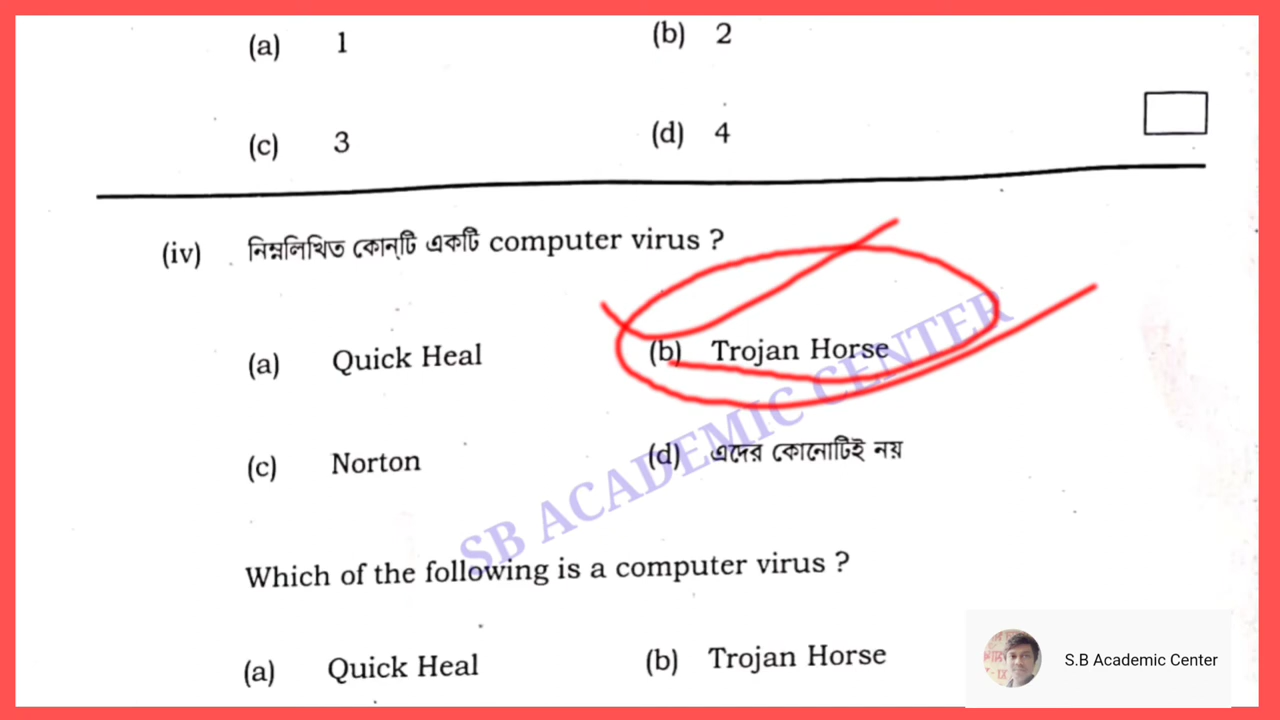 (a) 1 (b) 2
(c) 3 (d) 4
(iv) নিম্নলিখিত কোন্‌টি একটি computer virus ?
(a) Quick Heal (b) Trojan Horse
(c) Norton (d) এদের কোনোটিই নয়
SB ACADEMIC CENTER
Which of the following is a computer virus ?
(a) Quick Heal (b) Trojan Horse
S.B Academic Center